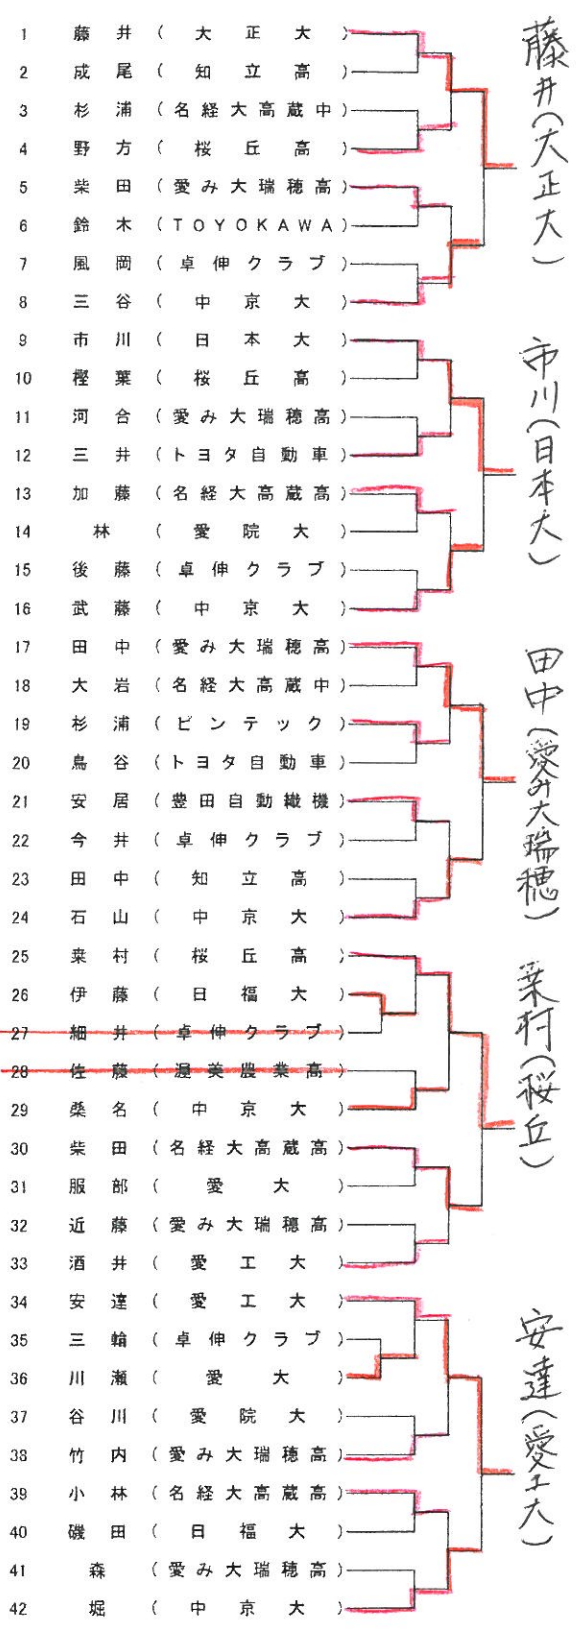 1 藤井 (大正大)
2 成尾 (知立高)
3 杉浦 (名経大高蔵中)
4 野方 (桜丘高)
5 柴田 (愛み大瑞穂高)
6 鈴木 (TOYOKAWA)
7 風岡 (卓伸クラブ)
8 三谷 (中京大)
9 市川 (日本大)
10 樫葉 (桜丘高)
11 河合 (愛み大瑞穂高)
12 三井 (トヨタ自動車)
13 加藤 (名経大高蔵高)
14 林 (愛院大)
15 後藤 (卓伸クラブ)
16 武藤 (中京大)
17 田中 (愛み大瑞穂高)
18 大岩 (名経大高蔵中)
19 杉浦 (ピンテック)
20 鳥谷 (トヨタ自動車)
21 安居 (豊田自動織機)
22 今井 (卓伸クラブ)
23 田中 (知立高)
24 石山 (中京大)
25 桒村 (桜丘高)
26 伊藤 (日福大)
27 細井 (卓伸クラブ)
28 佐藤 (渥美農業高)
29 桑名 (中京大)
30 柴田 (名経大高蔵高)
31 服部 (愛大)
32 近藤 (愛み大瑞穂高)
33 酒井 (愛工大)
34 安達 (愛工大)
35 三輪 (卓伸クラブ)
36 川瀬 (愛大)
37 谷川 (愛院大)
38 竹内 (愛み大瑞穂高)
39 小林 (名経大高蔵高)
40 磯田 (日福大)
41 森 (愛み大瑞穂高)
42 堀 (中京大)
藤井(大正大)
市川(日本大)
田中(愛み大瑞穂)
桒村(桜丘)
安達(愛工大)